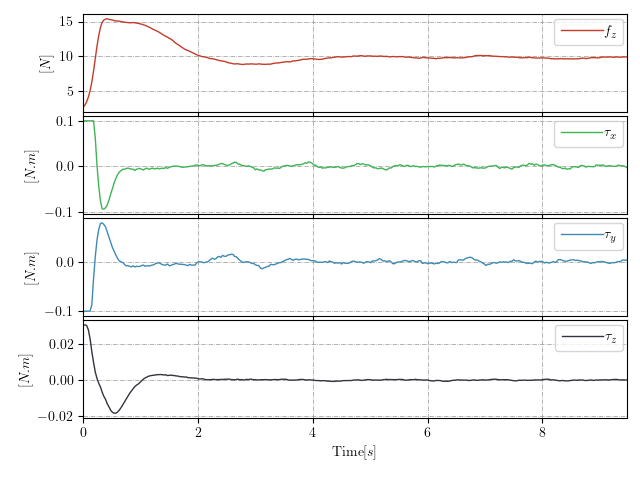 15
10
5
[N]
f_z
0.1
0.0
−0.1
[N.m]
τ_x
0.0
−0.1
[N.m]
τ_y
0.02
0.00
−0.02
[N.m]
τ_z
0 2 4 6 8
Time[s]